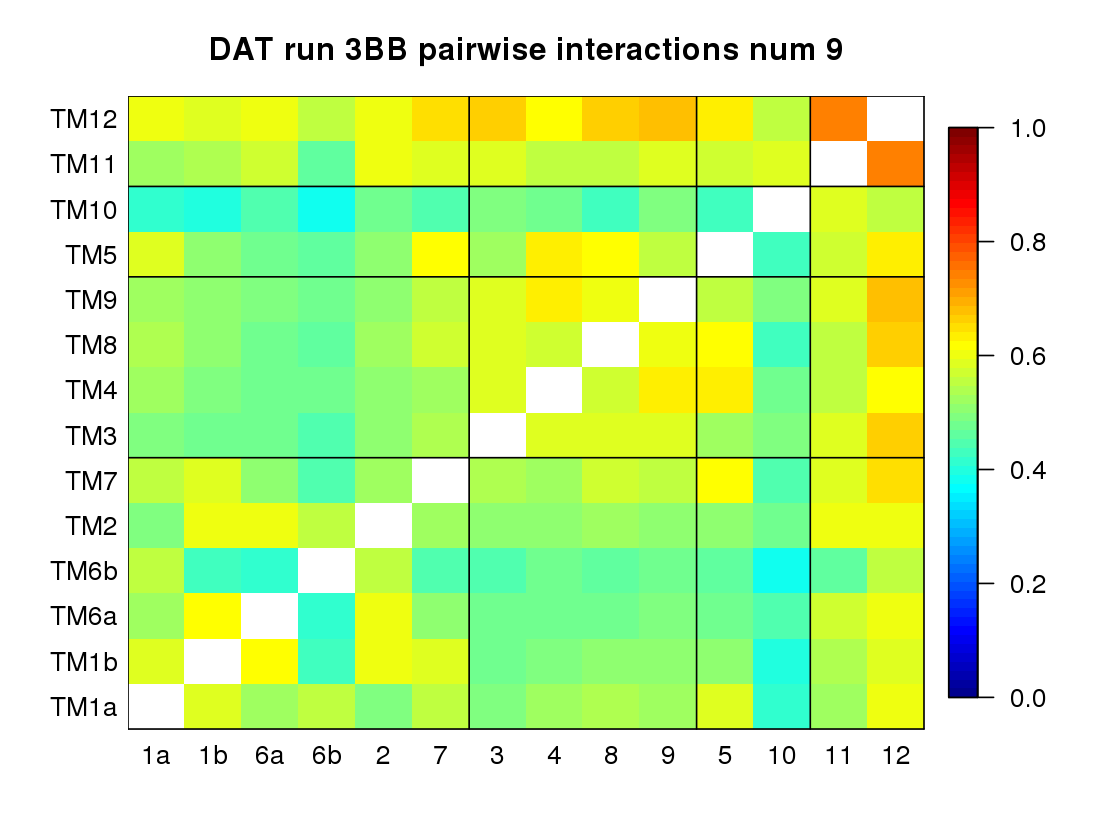 DAT run 3BB pairwise interactions num 9
TM12
TM11
TM10
TM5
TM9
TM8
TM4
TM3
TM7
TM2
TM6b
TM6a
TM1b
TM1a
1a 1b 6a 6b 2 7 3 4 8 9 5 10 11 12
1.0
0.8
0.6
0.4
0.2
0.0